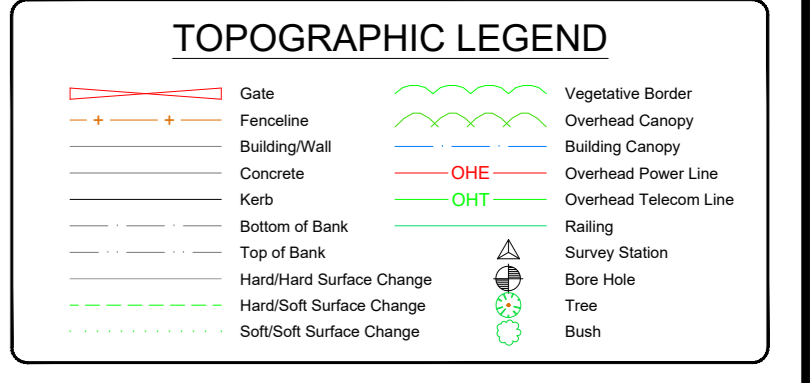 TOPOGRAPHIC LEGEND
Gate
Fenceline
Building/Wall
Concrete
Kerb
Bottom of Bank
Top of Bank
Hard/Hard Surface Change
Hard/Soft Surface Change
Soft/Soft Surface Change
Vegetative Border
Overhead Canopy
Building Canopy
OHE Overhead Power Line
OHT Overhead Telecom Line
Railing
Survey Station
Bore Hole
Tree
Bush